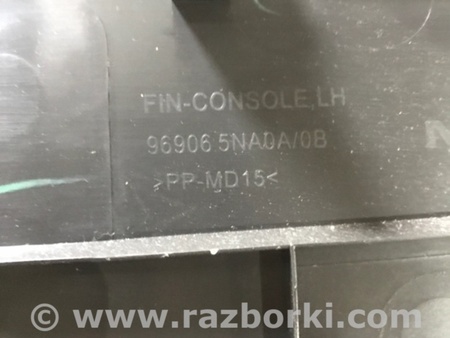 FIN-CONSOLE,LH
96906 5NA0A/0B
>PP-MD15<
© www.razborki.com